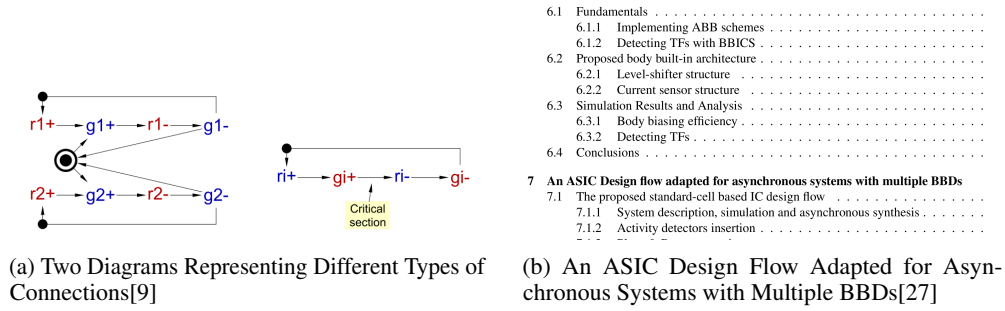 r1+ g1+ r1- g1-
r2+ g2+ r2- g2-
ri+ gi+ ri- gi-
Critical
section
(a) Two Diagrams Representing Different Types of
Connections[9]
6.1 Fundamentals . . . . . . . . . . . . . . . . . . . . . . . . . . . . . .
6.1.1 Implementing ABB schemes . . . . . . . . . . . . . . . . . .
6.1.2 Detecting TFs with BBICS . . . . . . . . . . . . . . . . . . .
6.2 Proposed body built-in architecture . . . . . . . . . . . . . . . . . . .
6.2.1 Level-shifter structure . . . . . . . . . . . . . . . . . . . . .
6.2.2 Current sensor structure . . . . . . . . . . . . . . . . . . . .
6.3 Simulation Results and Analysis . . . . . . . . . . . . . . . . . . . .
6.3.1 Body biasing efficiency . . . . . . . . . . . . . . . . . . . . .
6.3.2 Detecting TFs . . . . . . . . . . . . . . . . . . . . . . . . .
6.4 Conclusions . . . . . . . . . . . . . . . . . . . . . . . . . . . . . .
7 An ASIC Design flow adapted for asynchronous systems with multiple BBDs
7.1 The proposed standard-cell based IC design flow . . . . . . . . . . . .
7.1.1 System description, simulation and asynchronous synthesis . . . . . .
7.1.2 Activity detectors insertion . . . . . . . . . . . . . . . . . . .
(b) An ASIC Design Flow Adapted for Asyn-
chronous Systems with Multiple BBDs[27]